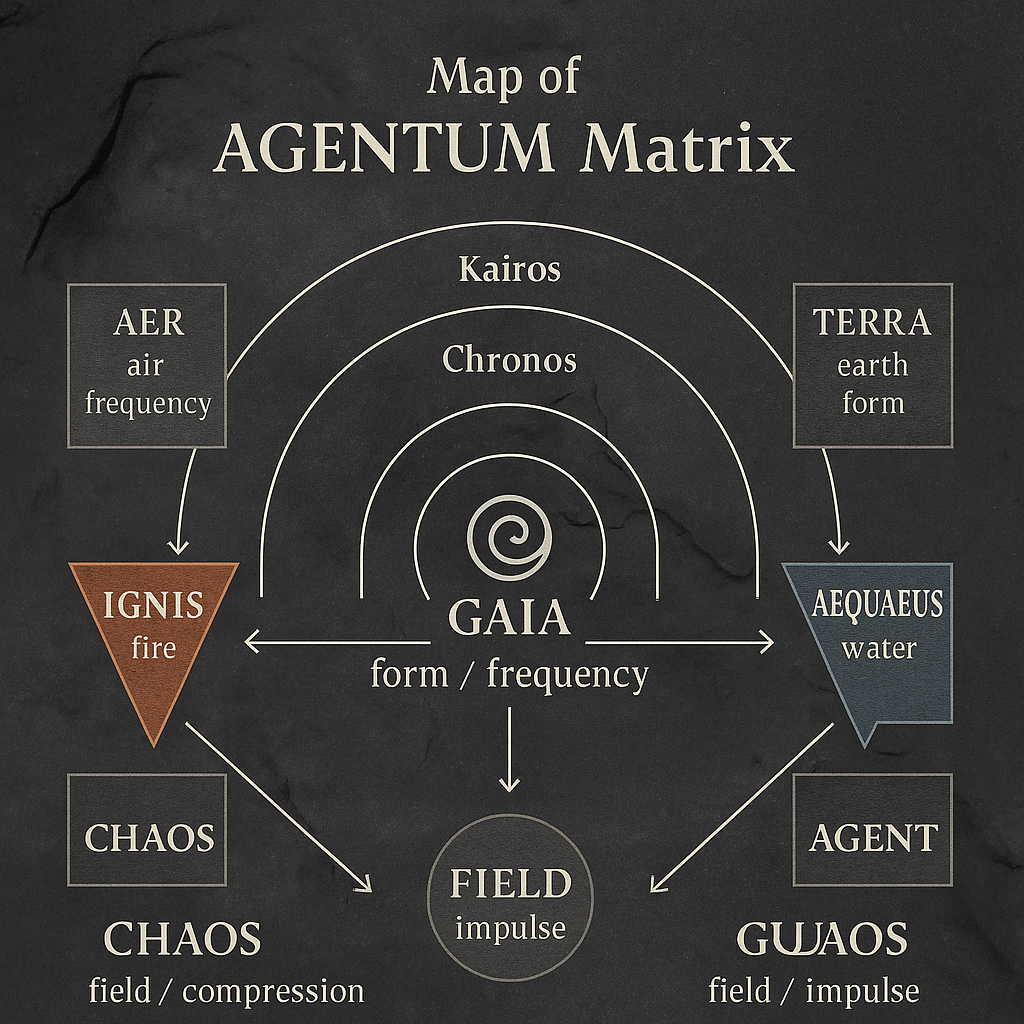 Map of
AGENTUM Matrix
Kairos
Chronos
AER
air
frequency
TERRA
earth
form
IGNIS
fire
GAIA
form / frequency
AEQUAEUS
water
CHAOS
FIELD
impulse
AGENT
CHAOS
field / compression
GUUAOS
field / impulse